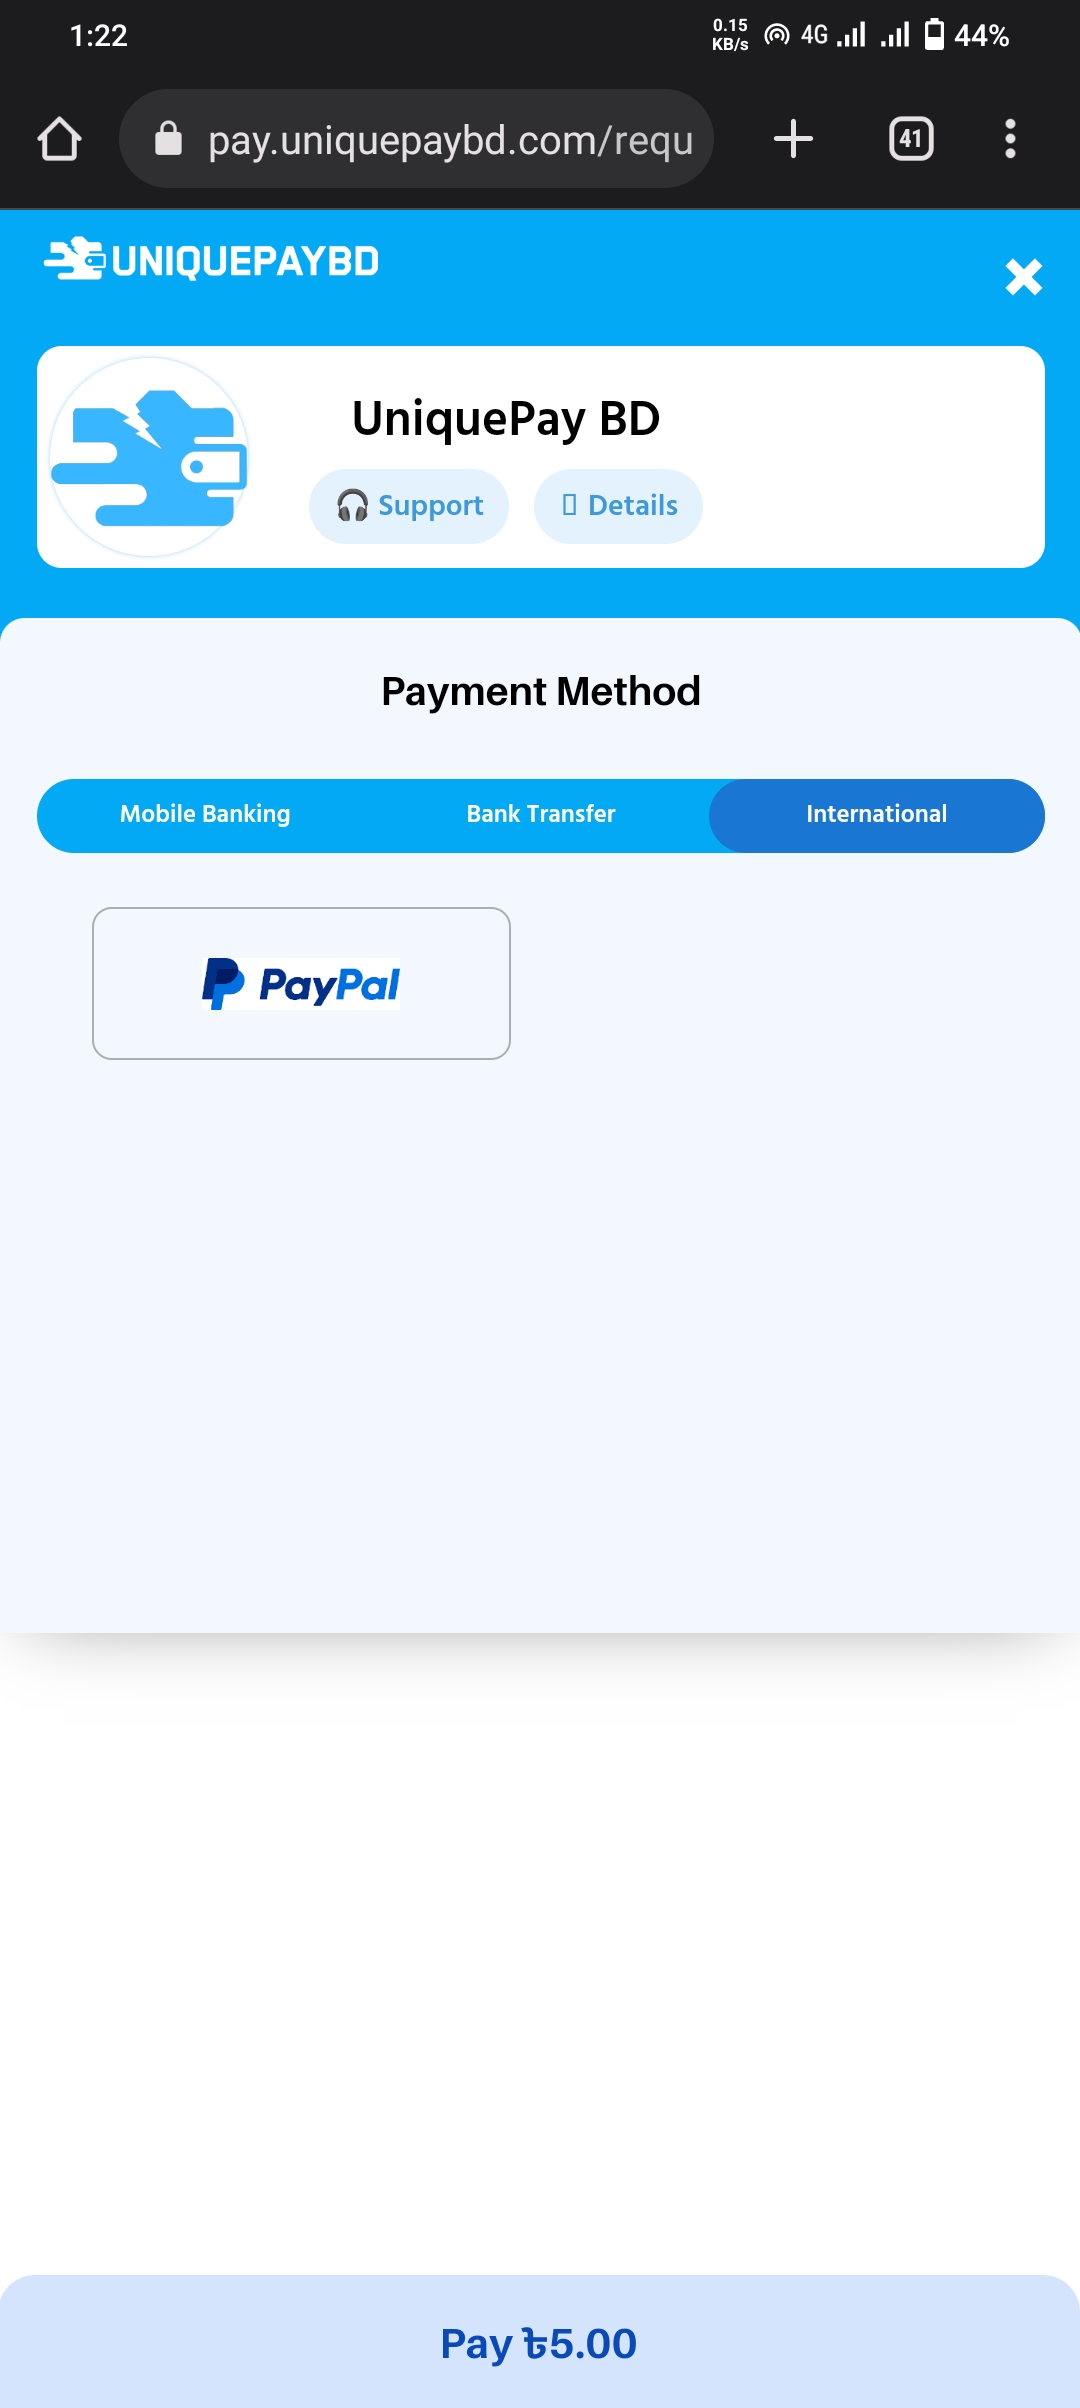 1:22
0.15
KB/s
4G
44%
pay.uniquepaybd.com/requ
41
UNIQUEPAYBD
UniquePay BD
🎧 Support
Details
Payment Method
Mobile Banking
Bank Transfer
International
PayPal
Pay ৳5.00